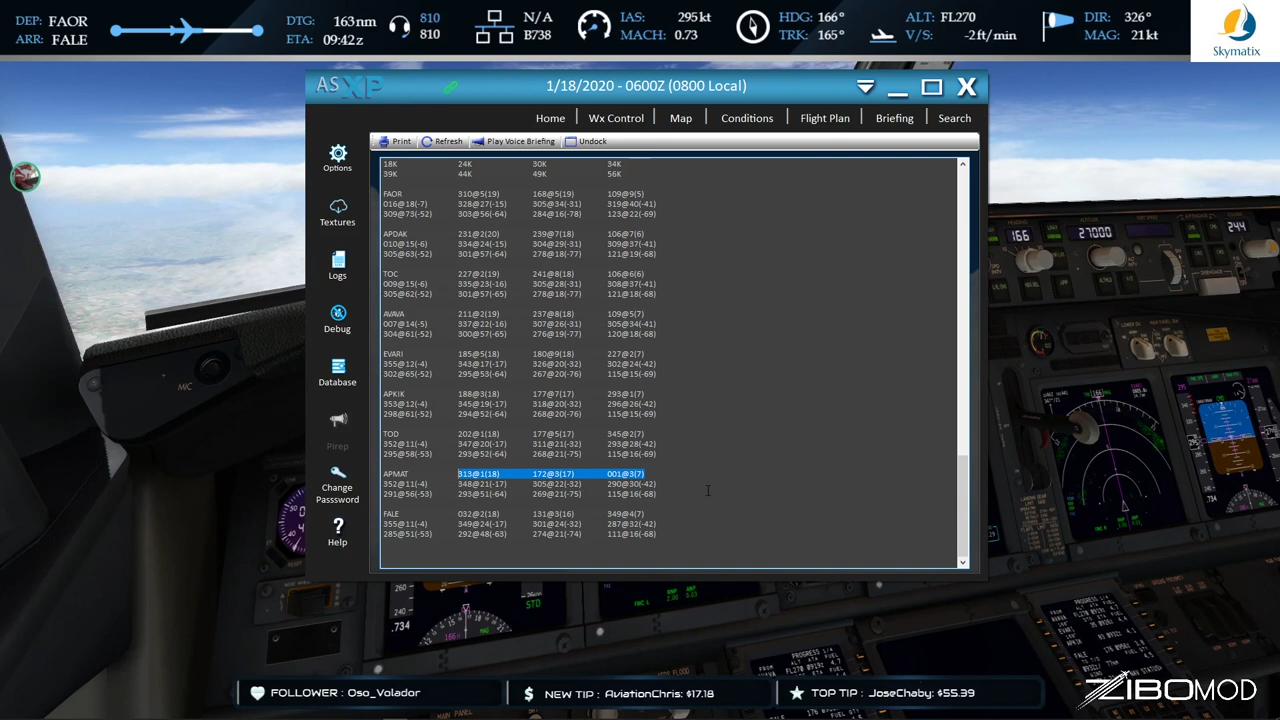 DEP: FAOR
ARR: FALE
DTG: 163nm
ETA: 09:42z
810
810
N/A
B738
IAS: 295kt
MACH: 0.73
HDG: 166°
TRK: 165°
ALT: FL270
V/S: -2ft/min
DIR: 326°
MAG: 21kt
Skymatix
ASXP
1/18/2020 - 0600Z (0800 Local)
X
Home | Wx Control | Map | Conditions | Flight Plan | Briefing | Search
Print Refresh Play Voice Briefing Undock
Options
Textures
Logs
Debug
Database
Pirep
Change
Passsword
Help
18K 24K 30K 34K
39K 44K 49K 56K
FAOR 310@5(19) 168@5(19) 109@9(5)
016@18(-7) 328@27(-15) 305@34(-31) 319@40(-41)
309@73(-52) 303@56(-64) 284@16(-78) 123@22(-69)
APDAK 231@2(20) 239@7(18) 106@7(6)
010@15(-6) 334@24(-15) 304@29(-31) 309@37(-41)
305@63(-52) 301@57(-64) 278@18(-77) 121@19(-68)
TOC 227@2(19) 241@8(18) 106@6(6)
009@15(-6) 335@23(-16) 305@28(-31) 308@37(-41)
305@62(-52) 301@57(-65) 278@18(-77) 121@18(-68)
AVAVA 211@2(19) 237@8(18) 109@5(7)
007@14(-5) 337@22(-16) 307@26(-31) 305@34(-41)
304@61(-52) 300@57(-65) 276@19(-77) 120@18(-68)
EVARI 185@5(18) 180@9(18) 227@2(7)
355@12(-4) 343@17(-17) 326@20(-32) 302@24(-42)
302@65(-52) 295@53(-64) 267@20(-76) 115@15(-69)
APKIK 188@3(18) 177@7(17) 293@1(7)
353@12(-4) 345@19(-17) 318@20(-32) 296@26(-42)
298@61(-52) 294@52(-64) 268@20(-76) 115@15(-69)
TOD 202@1(18) 177@5(17) 345@2(7)
352@11(-4) 347@20(-17) 311@21(-32) 293@28(-42)
295@58(-53) 293@52(-64) 268@21(-75) 115@16(-69)
APMAT 313@1(18) 172@3(17) 001@3(7)
352@11(-4) 348@21(-17) 305@22(-32) 290@30(-42)
291@56(-53) 293@51(-64) 269@21(-75) 115@16(-68)
FALE 032@2(18) 131@3(16) 349@4(7)
355@11(-4) 349@24(-17) 301@24(-32) 287@32(-42)
285@51(-53) 292@48(-63) 274@21(-74) 111@16(-68)
MIC
166
27000
244
240
.734
STD
166
MAG
FMC L
PROGRESS
FOLLOWER : Oso_Volador
NEW TIP : AviationChris: $17.18
TOP TIP : JoseChaby: $55.39
ZIBOMOD
MAIN PANEL